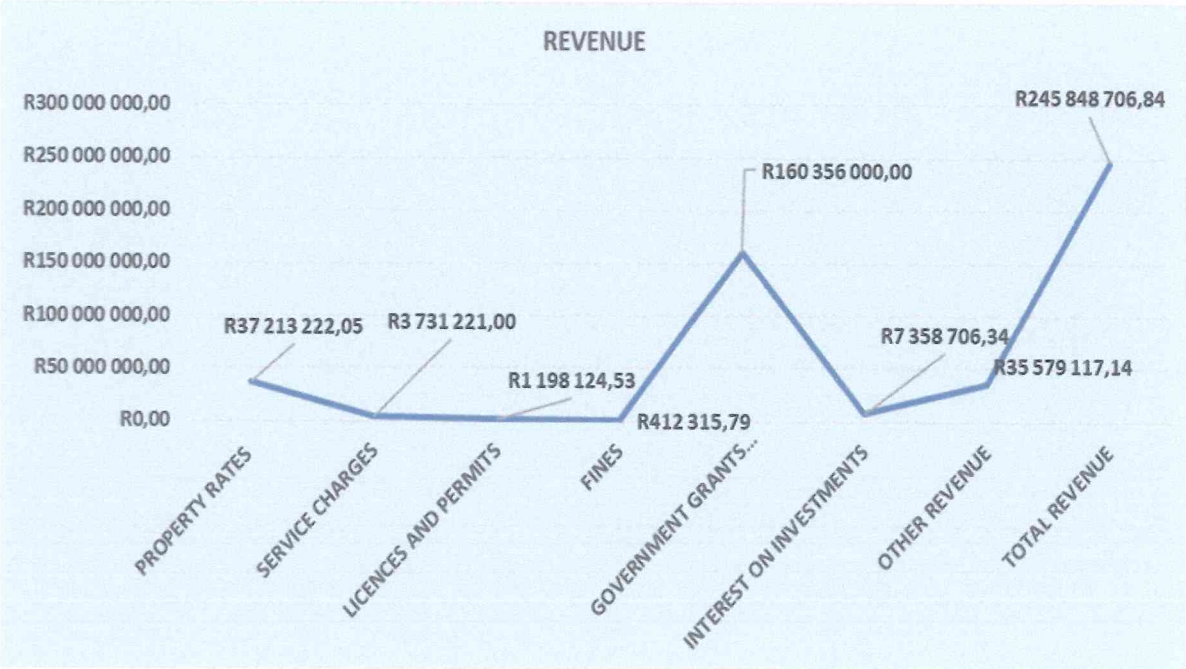 REVENUE
R300 000 000,00
R250 000 000,00
R200 000 000,00
R150 000 000,00
R100 000 000,00
R50 000 000,00
R0,00
R37 213 222,05
R3 731 221,00
R1 198 124,53
R412 315,79
R160 356 000,00
R7 358 706,34
R35 579 117,14
R245 848 706,84
PROPERTY RATES
SERVICE CHARGES
LICENCES AND PERMITS
FINES
GOVERNMENT GRANTS...
INTEREST ON INVESTMENTS
OTHER REVENUE
TOTAL REVENUE